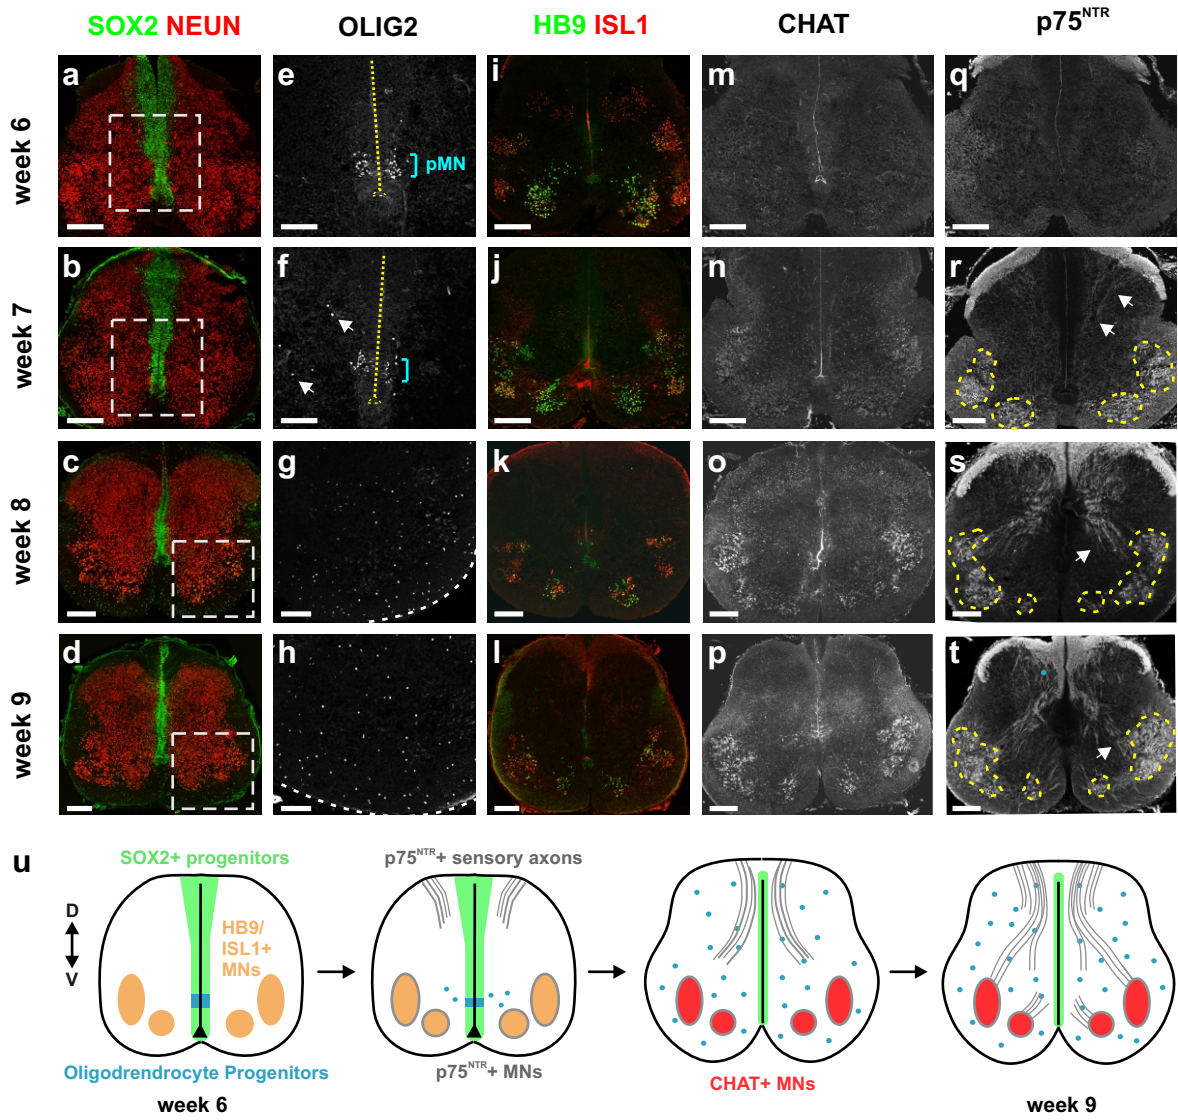 SOX2 NEUN OLIG2 HB9 ISL1 CHAT p75NTR
week 6
a e pMN i m q
week 7
b f j n r
week 8
c g k o s
week 9
d h l p t
u
SOX2+ progenitors
p75NTR+ sensory axons
D
V
HB9/
ISL1+
MNs
Oligodrendrocyte Progenitors
p75NTR+ MNs
CHAT+ MNs
week 6
week 9